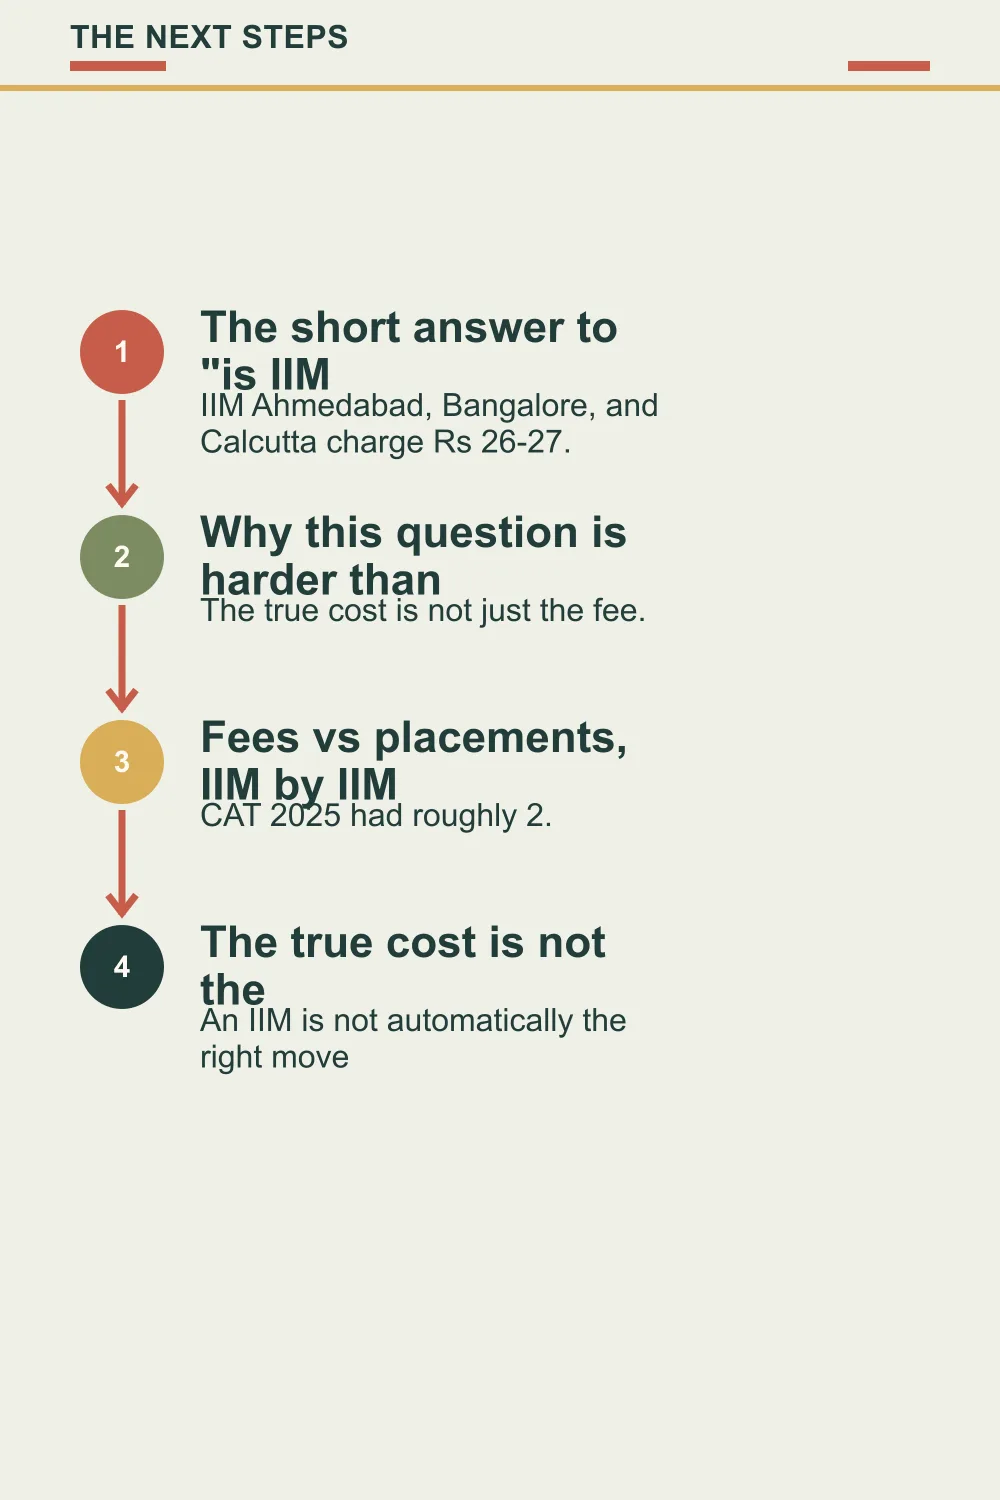 THE NEXT STEPS
1
The short answer to
"is IIM
IIM Ahmedabad, Bangalore, and
Calcutta charge Rs 26-27.
2
Why this question is
harder than
The true cost is not just the fee.
3
Fees vs placements,
IIM by IIM
CAT 2025 had roughly 2.
4
The true cost is not
the
An IIM is not automatically the
right move